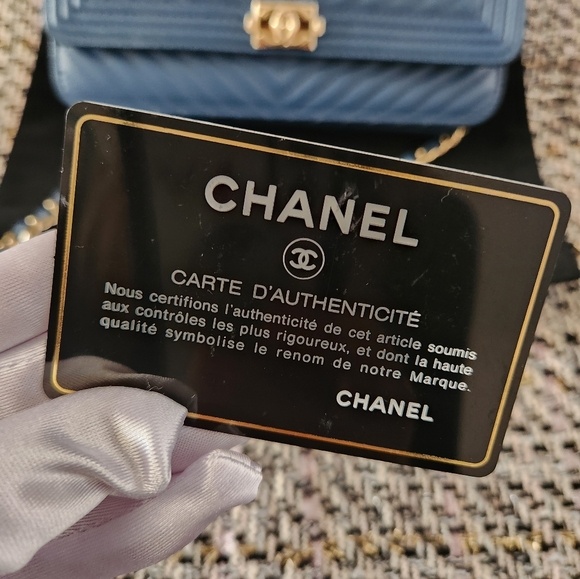 CHANEL
CARTE D'AUTHENTICITÉ
Nous certifions l'authenticité de cet article soumis
aux contrôles les plus rigoureux, et dont la haute
qualité symbolise le renom de notre Marque.
CHANEL